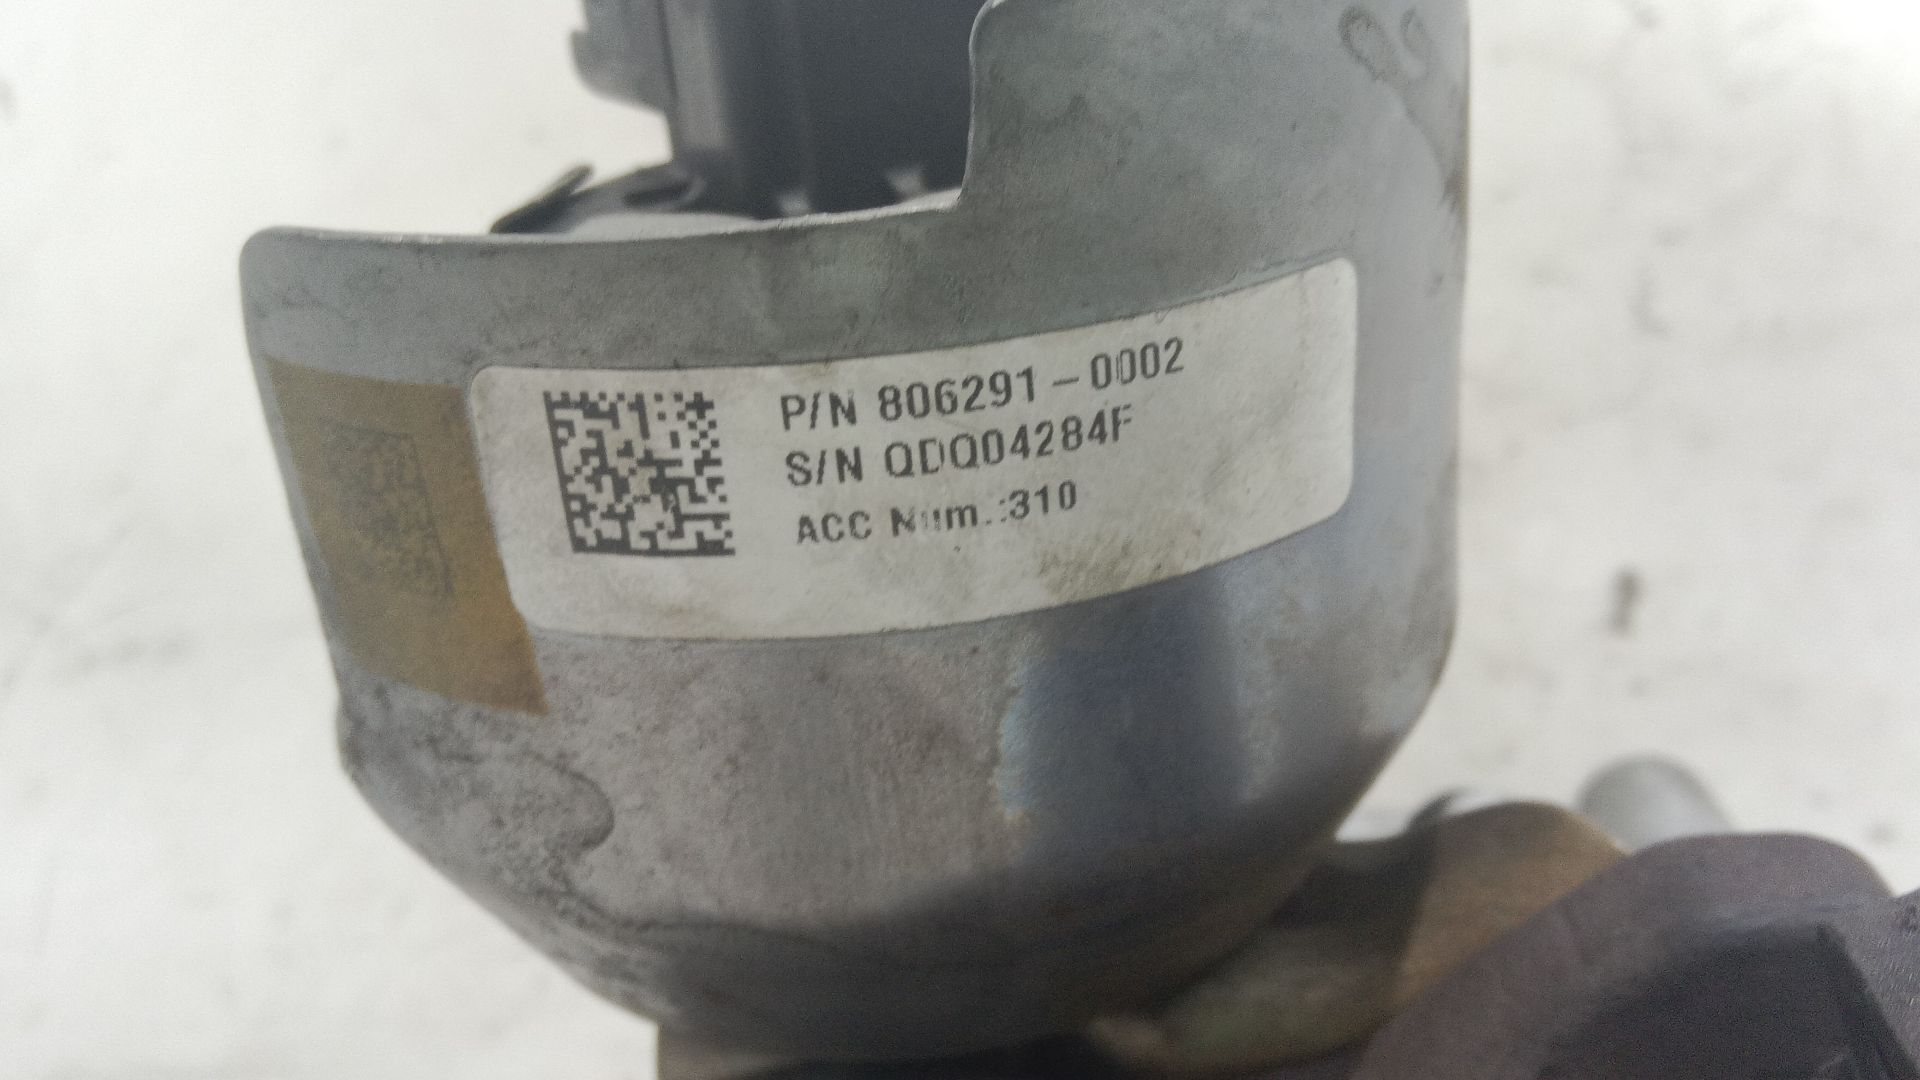 P/N 806291-0002
S/N QDQ04284F
ACC Num.:310